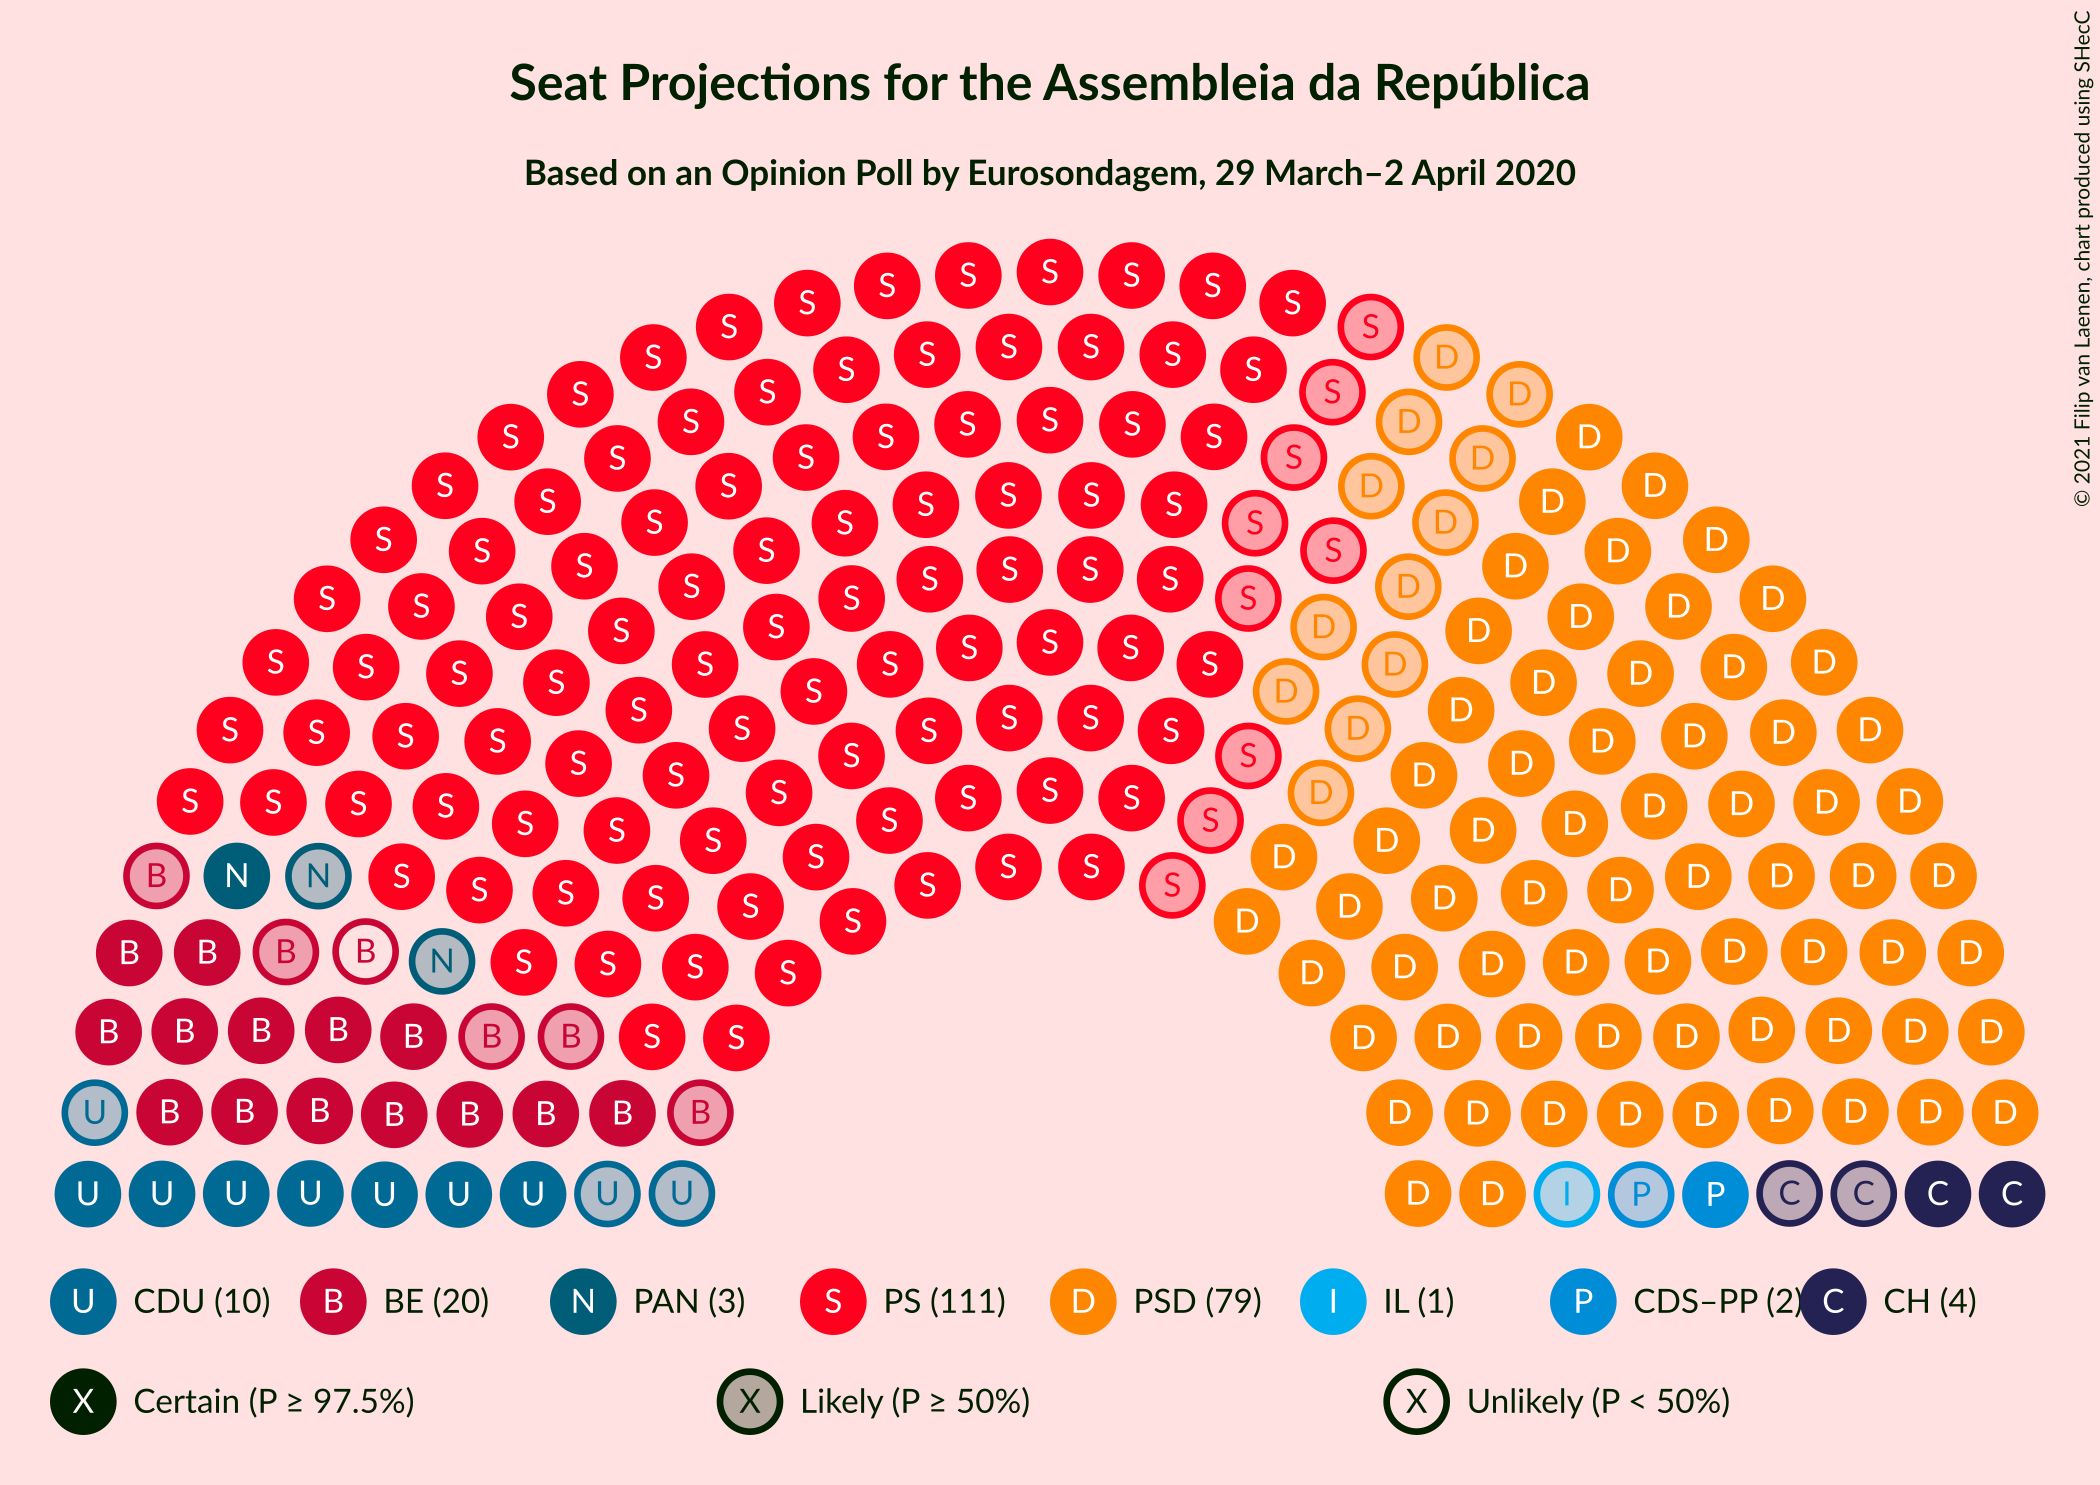 Seat Projections for the Assembleia da República
Based on an Opinion Poll by Eurosondagem, 29 March–2 April 2020
© 2021 Filip van Laenen, chart produced using SHecC
S S S S S S S S S S S S D D
S S S S S S S S D D
S S S S S S S S D D
S S S S S S S S S S D D
S S S S S S S S S S D D D
S S S S S S S S S S S D D D D
S S S S S S S S D D D D
S S S S S S S S S D D D D D
S S S S S S S S S D D D D D
S S S S S S S S S S D D D D D D
S S S S S S S S S S S D D D D D D
S S S S S S S S S S S S D D D D D D D
B N N S S S S S S S S S D D D D D D D D D
B B B B N S S S S D D D D D D D D D
B B B B B B B S S D D D D D D D D D
U B B B B B B B B D D D D D D D D D
U U U U U U U U U D D I P P C C C C
U CDU (10) B BE (20) N PAN (3) S PS (111) D PSD (79) I IL (1) P CDS–PP (2) C CH (4)
X Certain (P ≥ 97.5%) X Likely (P ≥ 50%) X Unlikely (P < 50%)